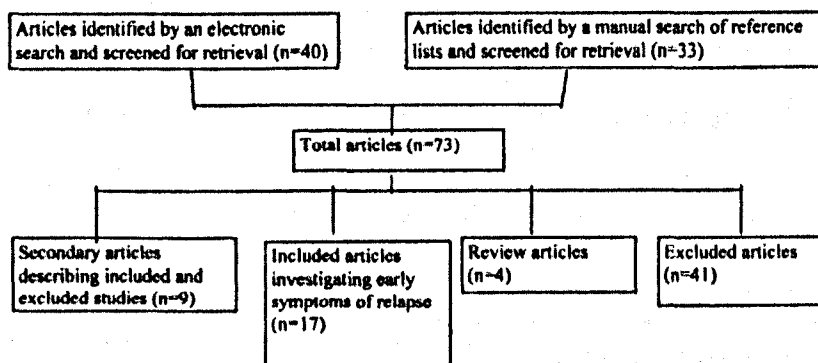 Articles identified by an electronic
search and screened for retrieval (n=40)
Articles identified by a manual search of reference
lists and screened for retrieval (n=33)
Total articles (n=73)
Secondary articles
describing included and
excluded studies (n=9)
Included articles
investigating early
symptoms of relapse
(n=17)
Review articles
(n=4)
Excluded articles
(n=41)